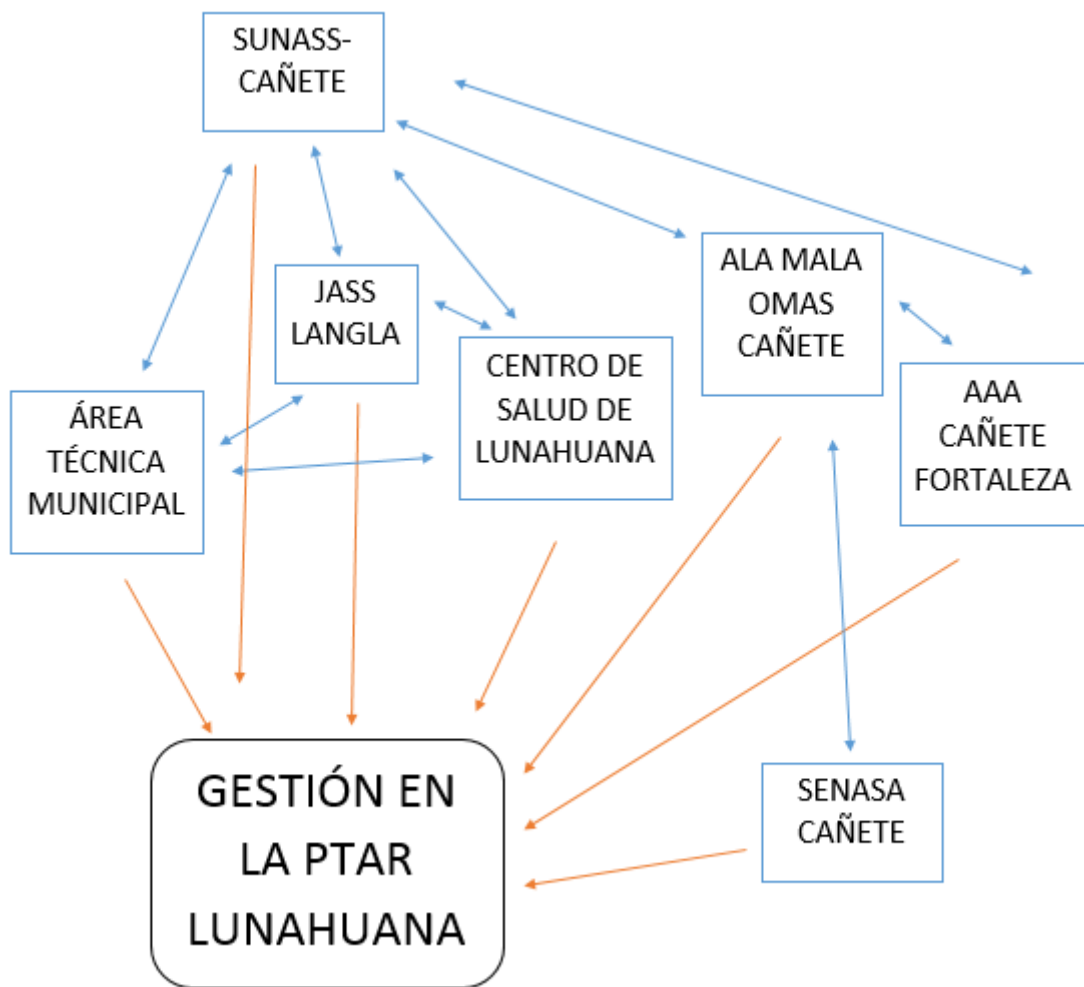 SUNASS-
CAÑETE
JASS
LANGLA
ALA MALA
OMAS
CAÑETE
CENTRO DE
SALUD DE
LUNAHUANA
ÁREA
TÉCNICA
MUNICIPAL
AAA
CAÑETE
FORTALEZA
GESTIÓN EN
LA PTAR
LUNAHUANA
SENASA
CAÑETE